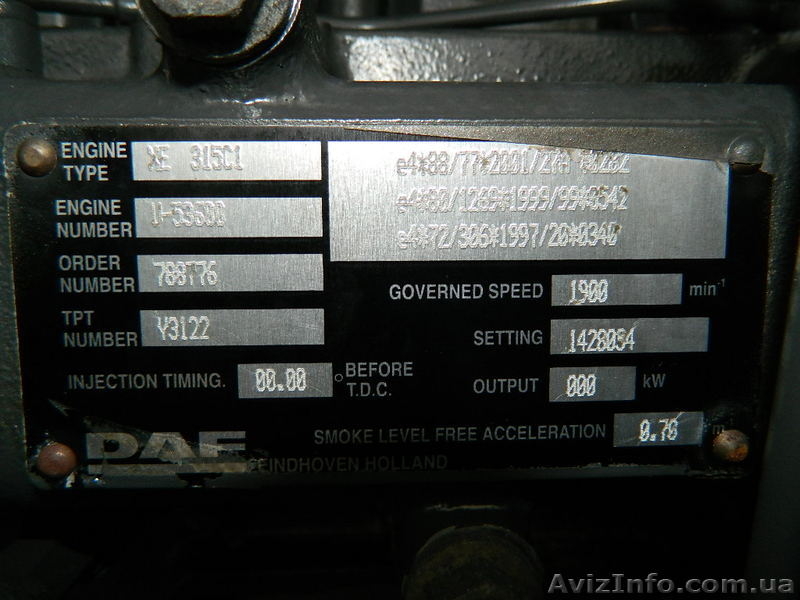 ENGINE TYPE XE 315C1
ENGINE NUMBER
ORDER NUMBER 788776
TPT NUMBER Y3122
e4*88/77*2001/27A
e4*80/1269*1999/99*0542
e4*72/306*1997/20*0340
GOVERNED SPEED 1900 min-1
SETTING 1428054
INJECTION TIMING. 00.00 ° BEFORE T.D.C.
OUTPUT 000 kW
SMOKE LEVEL FREE ACCELERATION 0.76 m
DAF
EINDHOVEN HOLLAND
AvizInfo.com.ua